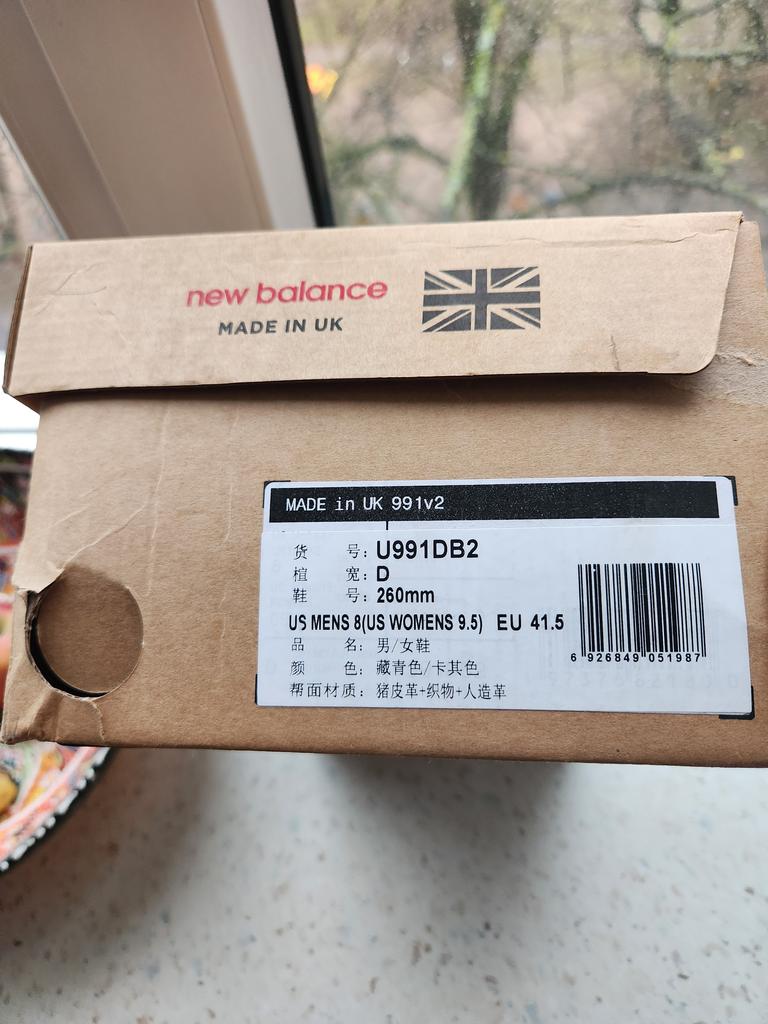 new balance
MADE IN UK
MADE in UK 991v2
货 号: U991DB2
楦 宽: D
鞋 号: 260mm
US MENS 8(US WOMENS 9.5) EU 41.5
品 名: 男/女鞋
颜 色: 藏青色/卡其色
帮面材质: 猪皮革+织物+人造革
6 926849 051987